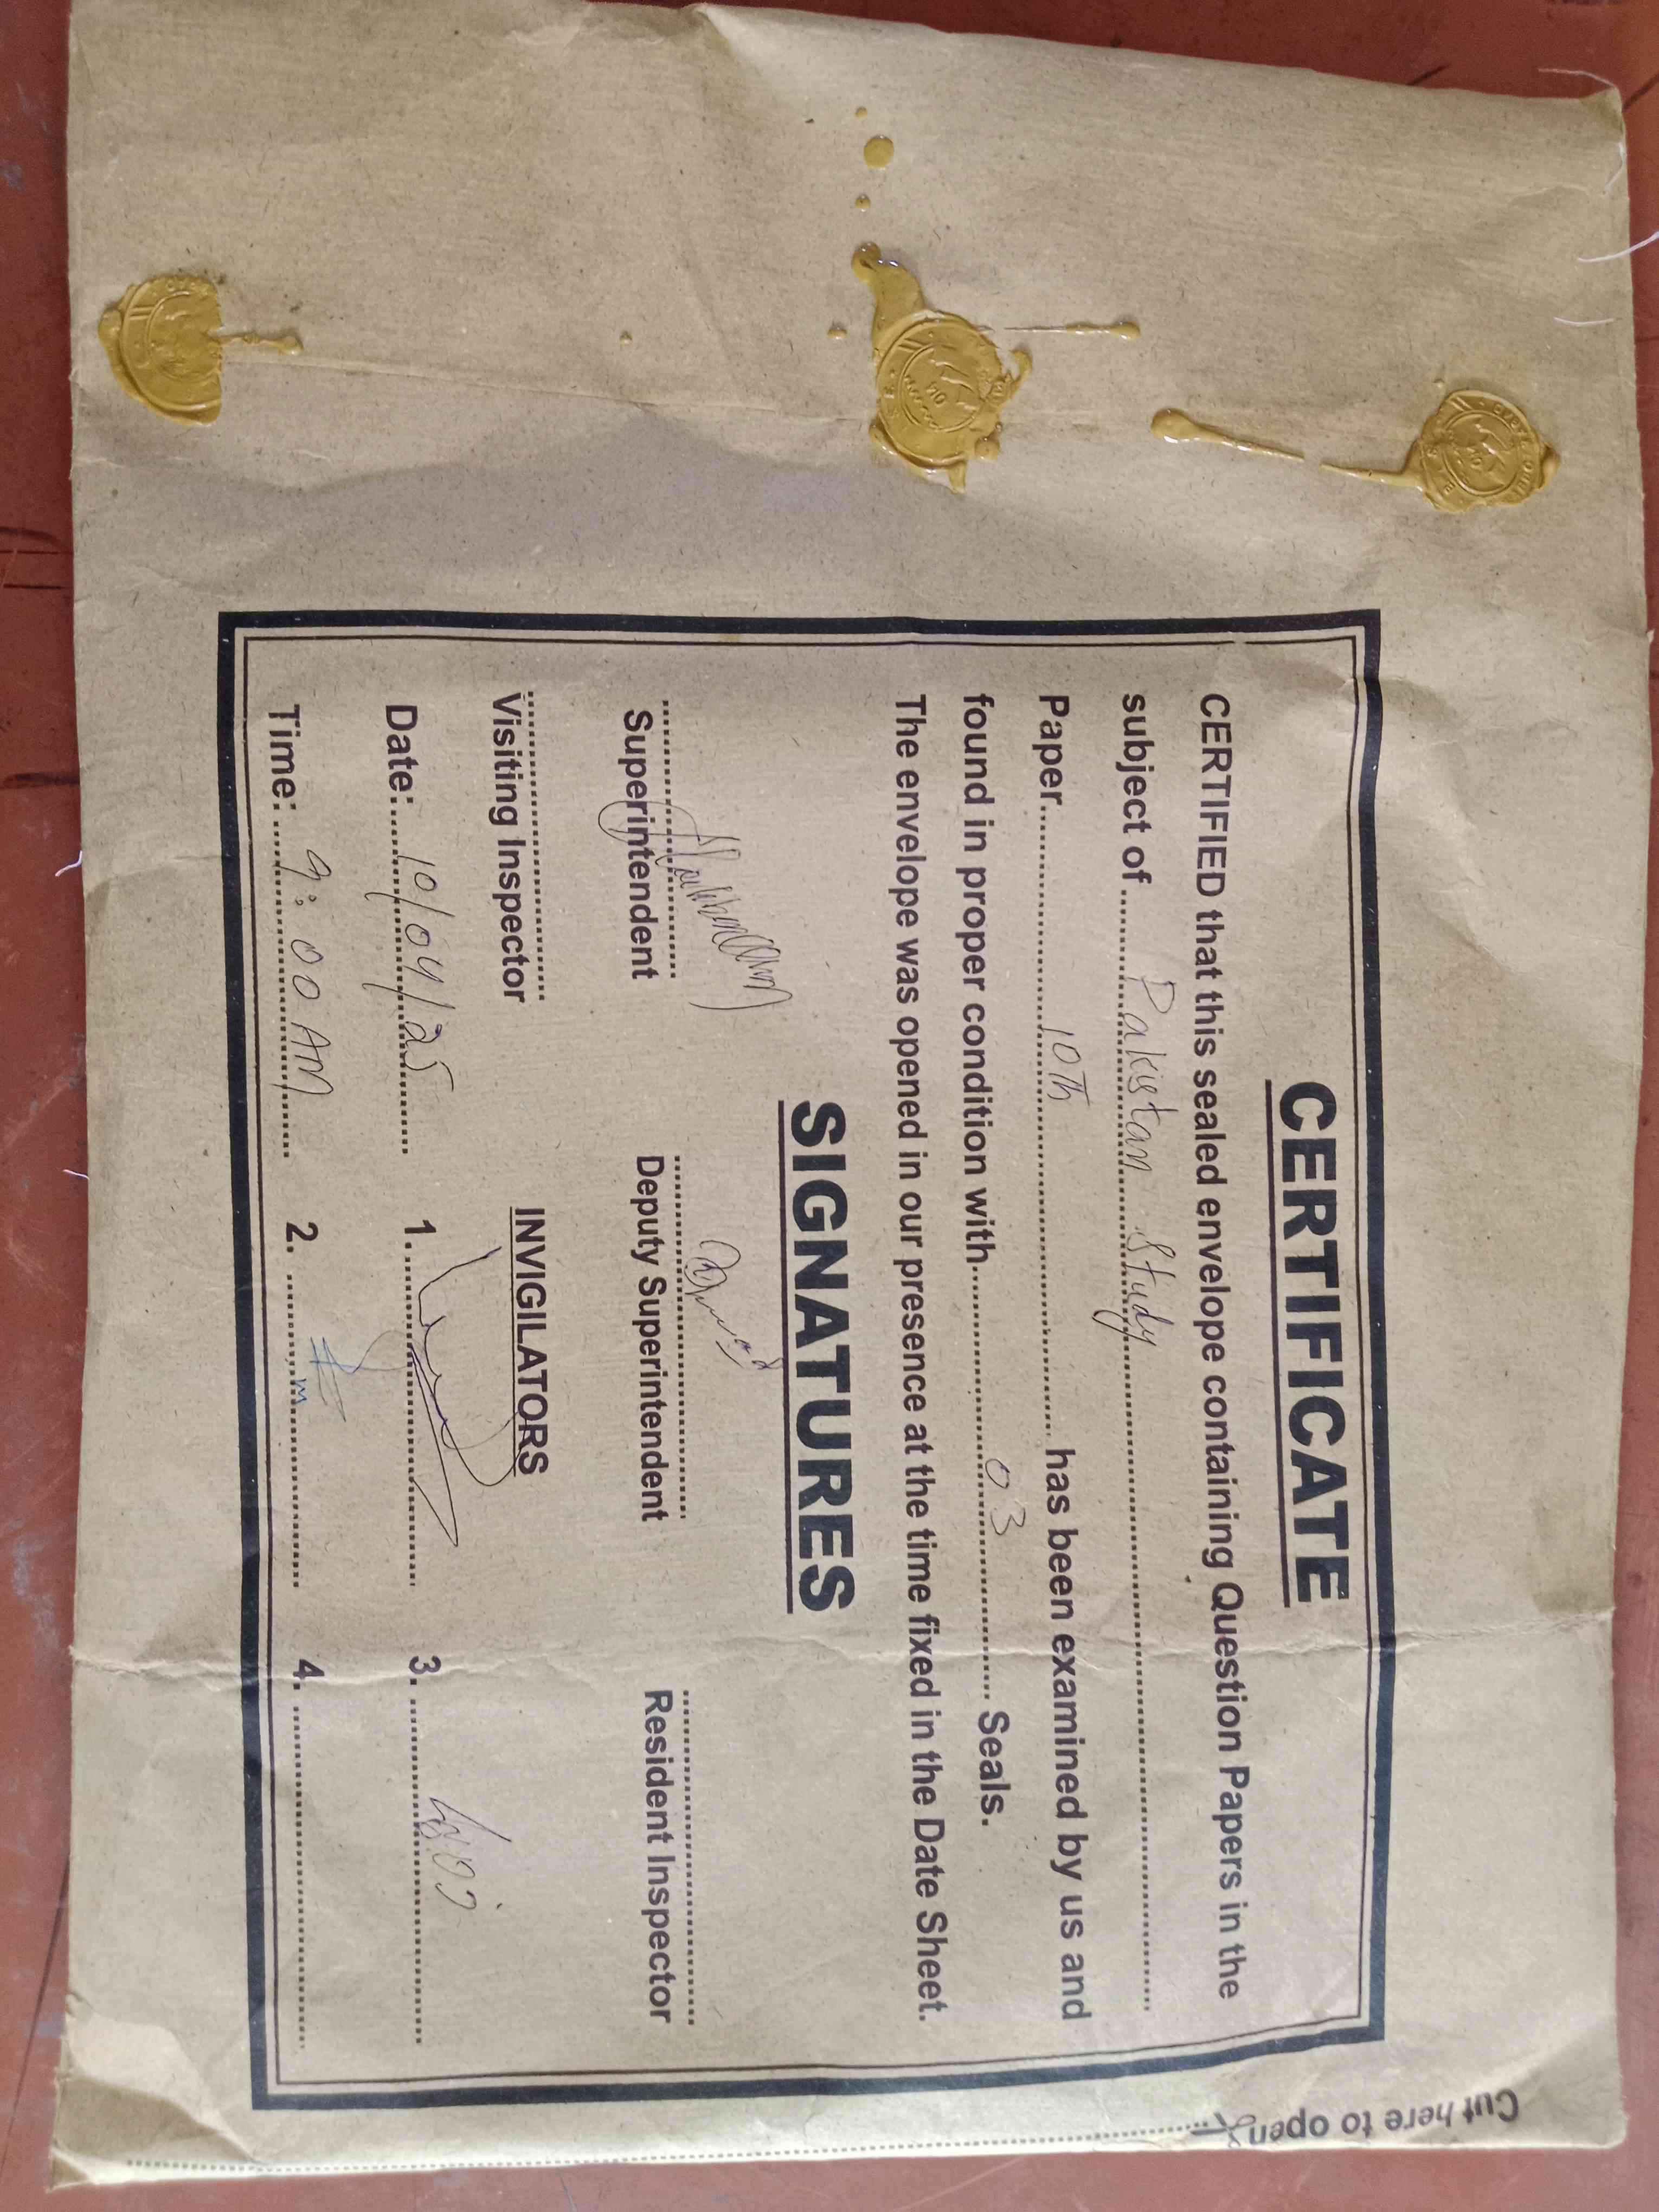 CERTIFICATE
CERTIFIED that this sealed envelope containing Question Papers in the
subject of ........ Pakistan Study ........
Paper ........ 10th ........ has been examined by us and
found in proper condition with ........ 03 ........ Seals.
The envelope was opened in our presence at the time fixed in the Date Sheet.
SIGNATURES
Superintendent Deputy Superintendent Resident Inspector
Visiting Inspector
INVIGILATORS
Date: 10/04/25 1. 3.
Time: 9:00 AM 2. 4.
Cut here to open